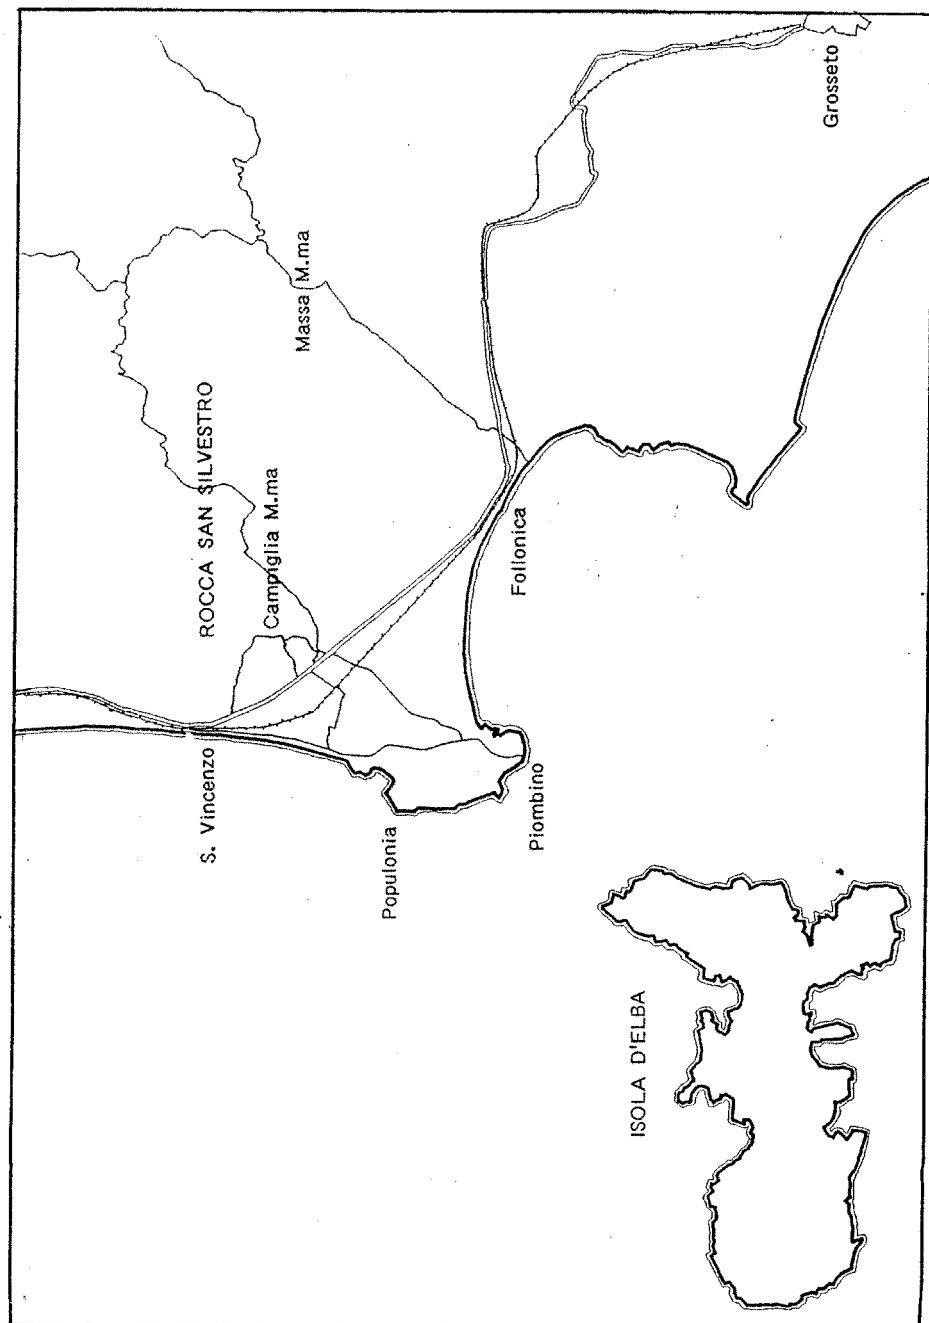 ROCCA SAN SILVESTRO
S. Vincenzo
Campiglia M.ma
Massa M.ma
Populonia
Follonica
Piombino
ISOLA D'ELBA
Grosseto